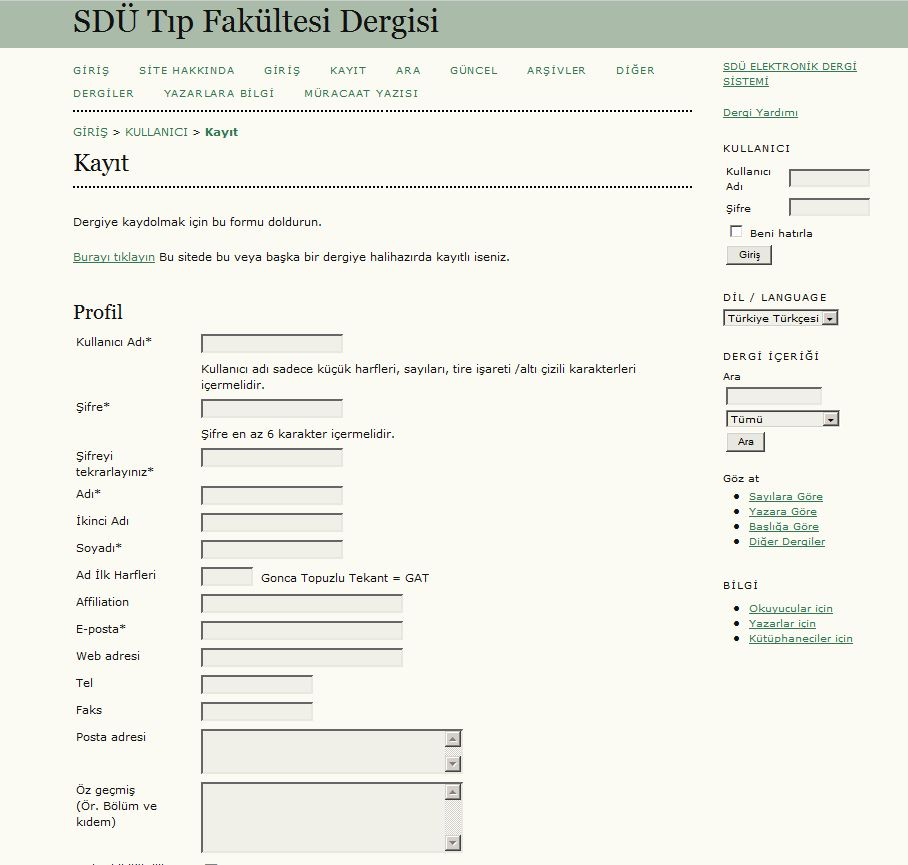 SDÜ Tıp Fakültesi Dergisi
GİRİŞ SİTE HAKKINDA GİRİŞ KAYIT ARA GÜNCEL ARŞİVLER DİĞER
DERGİLER YAZARLARA BİLGİ MÜRACAAT YAZISI
GİRİŞ > KULLANICI > Kayıt
Kayıt
Dergiye kaydolmak için bu formu doldurun.
Burayı tıklayın Bu sitede bu veya başka bir dergiye halihazırda kayıtlı iseniz.
Profil
Kullanıcı Adı*
Kullanıcı adı sadece küçük harfleri, sayıları, tire işareti /altı çizili karakterleri
içermelidir.
Şifre*
Şifre en az 6 karakter içermelidir.
Şifreyi
tekrarlayınız*
Adı*
İkinci Adı
Soyadı*
Ad İlk Harfleri
Gonca Topuzlu Tekant = GAT
Affiliation
E-posta*
Web adresi
Tel
Faks
Posta adresi
Öz geçmiş
(Ör. Bölüm ve
kıdem)
SDÜ ELEKTRONİK DERGİ
SİSTEMİ
Dergi Yardımı
KULLANICI
Kullanıcı
Adı
Şifre
Beni hatırla
Giriş
DİL / LANGUAGE
Türkiye Türkçesi
DERGİ İÇERİĞİ
Ara
Tümü
Ara
Göz at
Sayılara Göre
Yazara Göre
Başlığa Göre
Diğer Dergiler
BİLGİ
Okuyucular için
Yazarlar için
Kütüphaneciler için